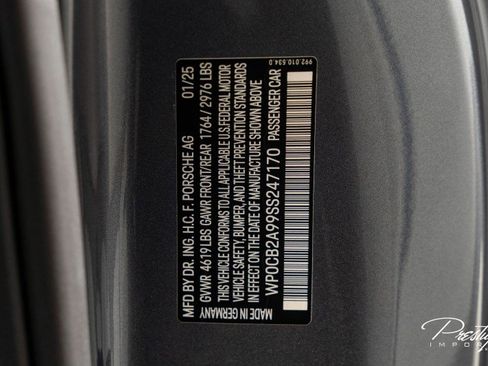 MFD BY DR. ING. H.C. F. PORSCHE AG 01/25
GVWR 4619 LBS GAWR FRONT/REAR 1764 / 2976 LBS
THIS VEHICLE CONFORMS TO ALL APPLICABLE U.S. FEDERAL MOTOR
VEHICLE SAFETY, BUMPER, AND THEFT PREVENTION STANDARDS
IN EFFECT ON THE DATE OF MANUFACTURE SHOWN ABOVE
WP0CB2A99SS247170 PASSENGER CAR
MADE IN GERMANY
992.010.534.0
Prestige
IMPORTS